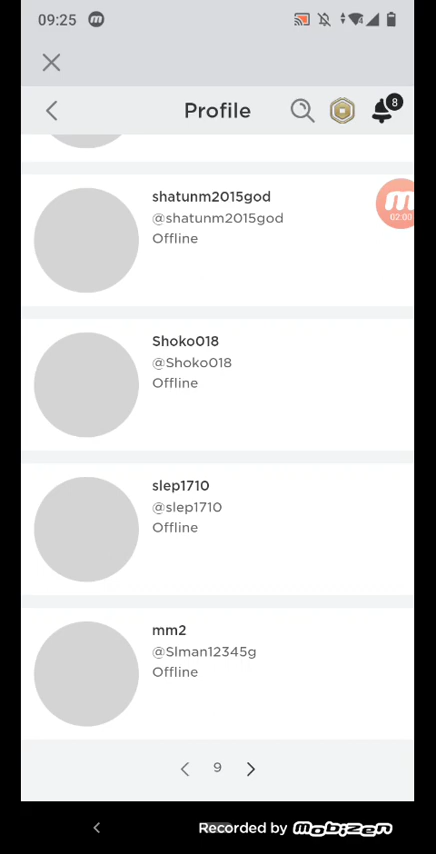 09:25
Profile
8
shatunm2015god
@shatunm2015god
Offline
02:00
Shoko018
@Shoko018
Offline
slep1710
@slep1710
Offline
mm2
@Slman12345g
Offline
9
Recorded by Mobizen